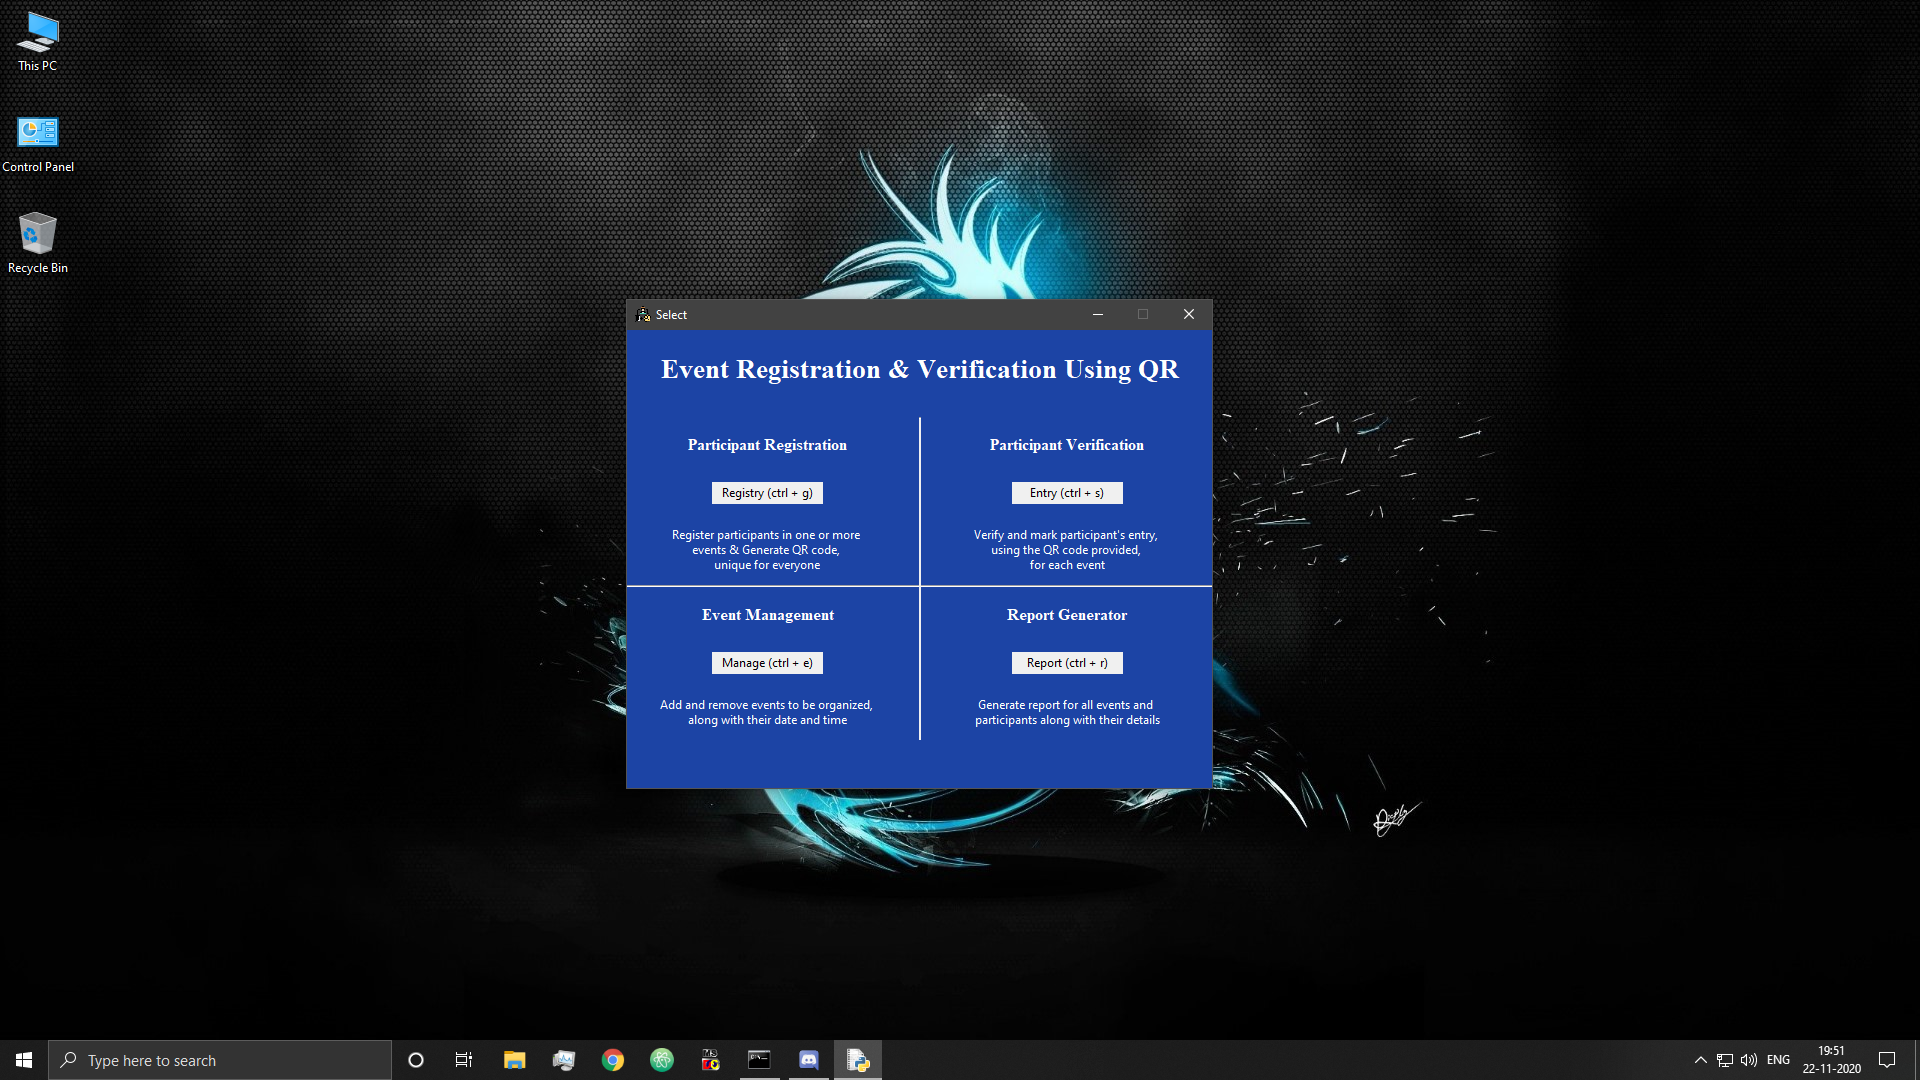 This PC
Control Panel
Recycle Bin
Select
Event Registration & Verification Using QR
Participant Registration
Registry (ctrl + g)
Register participants in one or more
events & Generate QR code,
unique for everyone
Participant Verification
Entry (ctrl + s)
Verify and mark participant's entry,
using the QR code provided,
for each event
Event Management
Manage (ctrl + e)
Add and remove events to be organized,
along with their date and time
Report Generator
Report (ctrl + r)
Generate report for all events and
participants along with their details
Type here to search
ENG
19:51
22-11-2020